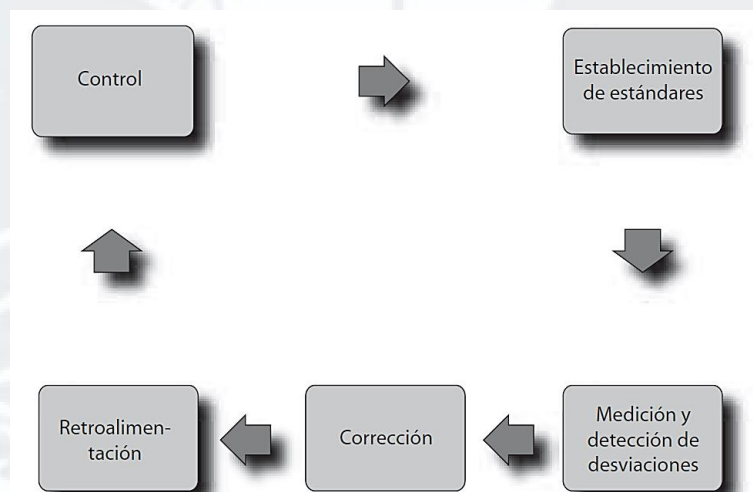 Control
Establecimiento
de estándares
Retroalimen-
tación
Corrección
Medición y
detección de
desviaciones